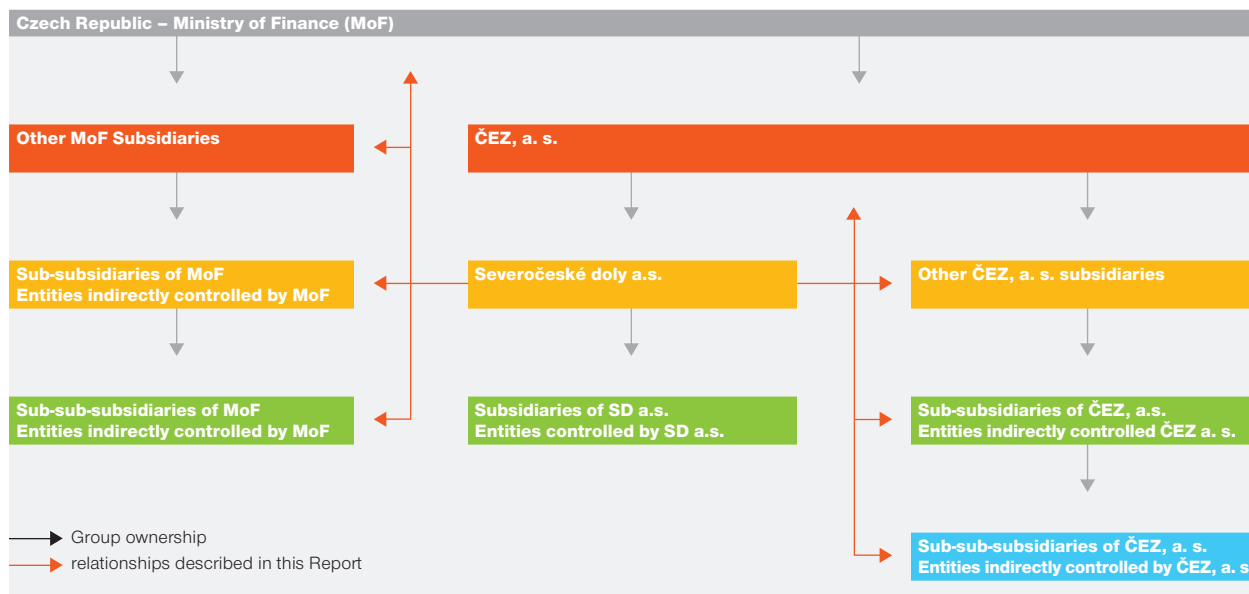 Czech Republic – Ministry of Finance (MoF)
Other MoF Subsidiaries
ČEZ, a. s.
Sub-subsidiaries of MoF
Entities indirectly controlled by MoF
Severočeské doly a.s.
Other ČEZ, a. s. subsidiaries
Sub-sub-subsidiaries of MoF
Entities indirectly controlled by MoF
Subsidiaries of SD a.s.
Entities controlled by SD a.s.
Sub-subsidiaries of ČEZ, a.s.
Entities indirectly controlled ČEZ a. s.
Group ownership
relationships described in this Report
Sub-sub-subsidiaries of ČEZ, a. s.
Entities indirectly controlled by ČEZ, a. s